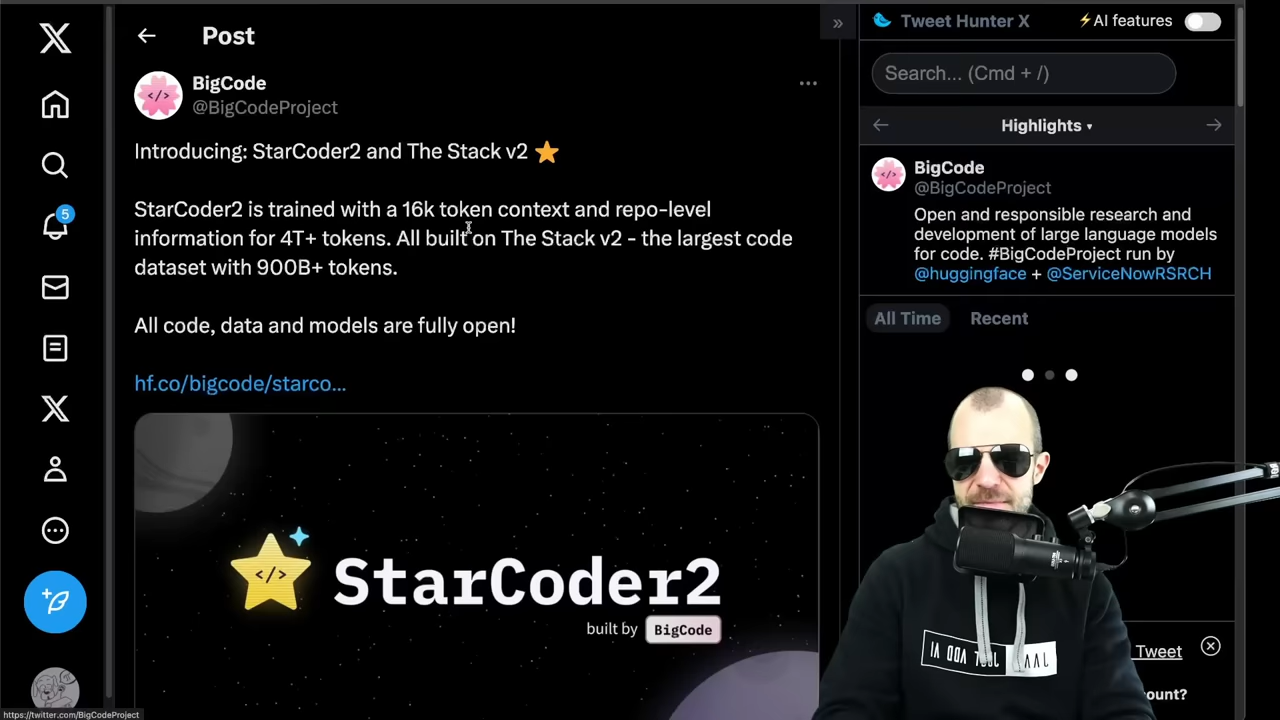 Post
BigCode
@BigCodeProject
Introducing: StarCoder2 and The Stack v2
StarCoder2 is trained with a 16k token context and repo-level
information for 4T+ tokens. All built on The Stack v2 - the largest code
dataset with 900B+ tokens.
All code, data and models are fully open!
hf.co/bigcode/starco...
</>
StarCoder2
built by BigCode
5
https://twitter.com/BigCodeProject
»
Tweet Hunter X
⚡AI features
Search... (Cmd + /)
Highlights
BigCode
@BigCodeProject
Open and responsible research and
development of large language models
for code. #BigCodeProject run by
@huggingface + @ServiceNowRSRCH
All Time
Recent
Tweet
ount?